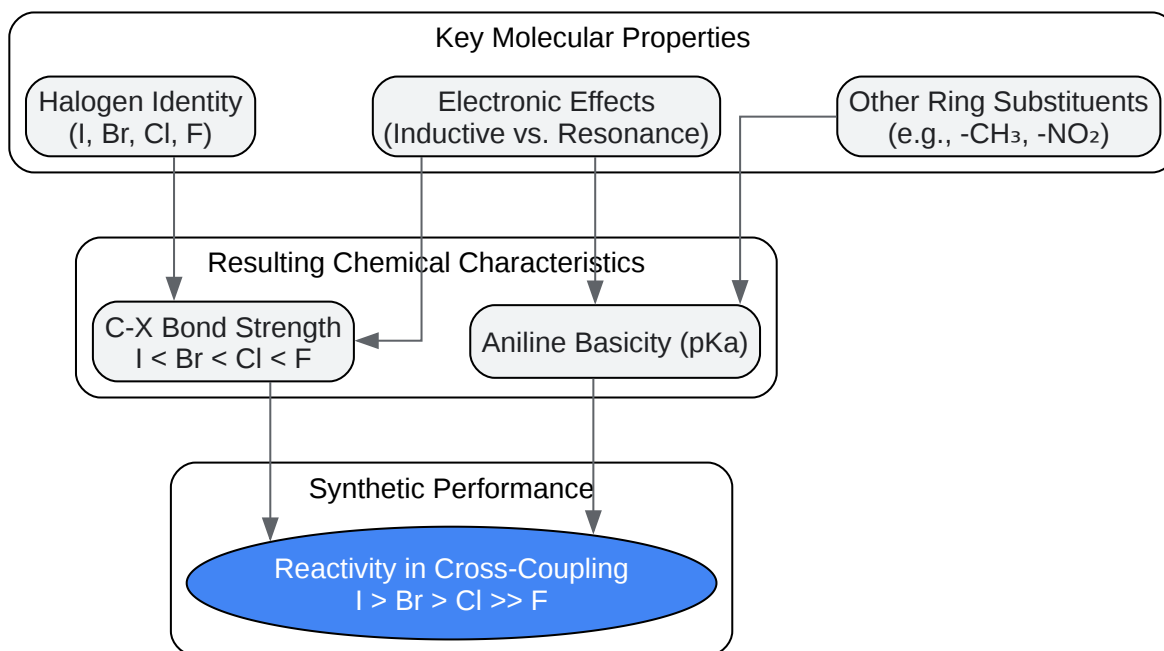 Key Molecular Properties
Halogen Identity
(I, Br, Cl, F)
Electronic Effects
(Inductive vs. Resonance)
Other Ring Substituents
(e.g., -CH₃, -NO₂)
Resulting Chemical Characteristics
C-X Bond Strength
I < Br < Cl < F
Aniline Basicity (pKa)
Synthetic Performance
Reactivity in Cross-Coupling
I > Br > Cl >> F